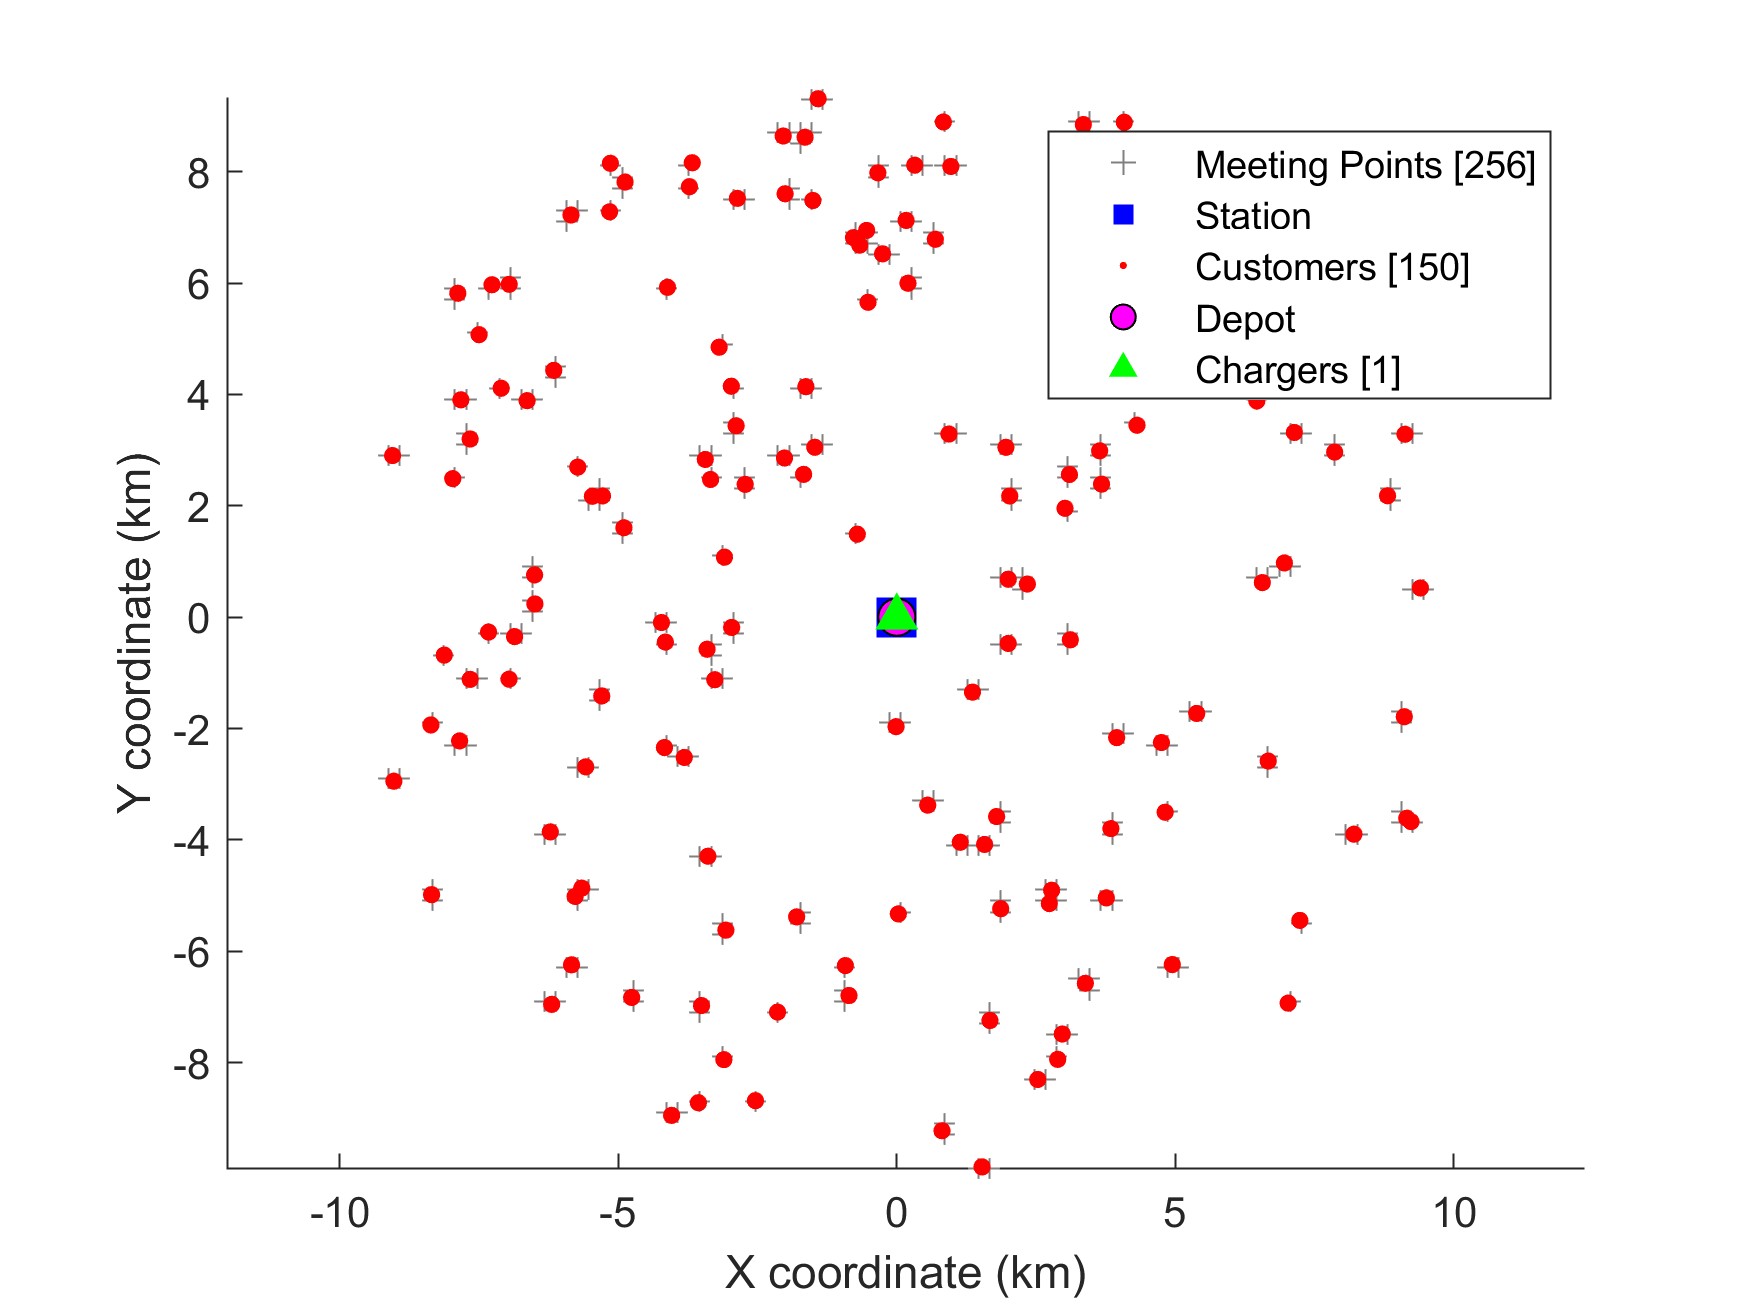 8
6
4
2
0
-2
-4
-6
-8
Y coordinate (km)
Meeting Points [256]
Station
Customers [150]
Depot
Chargers [1]
-10
-5
0
5
10
X coordinate (km)